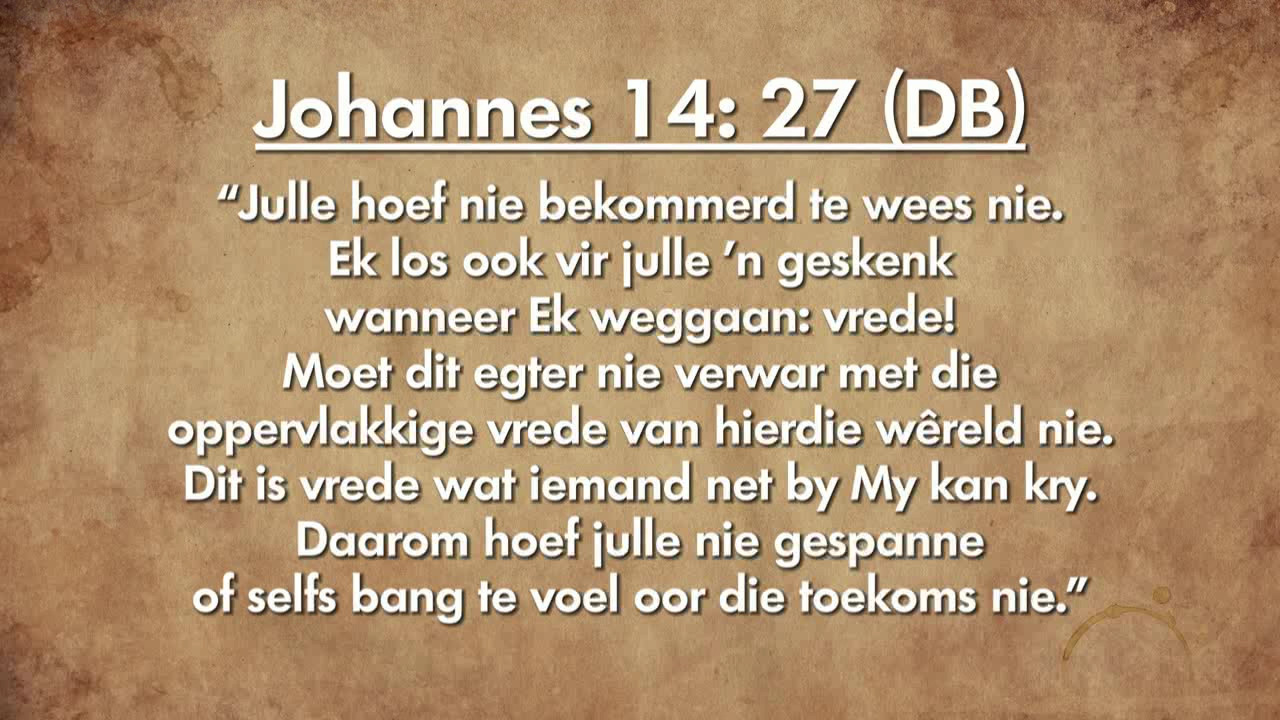 Johannes 14: 27 (DB)
“Julle hoef nie bekommerd te wees nie.
Ek los ook vir julle ’n geskenk
wanneer Ek weggaan: vrede!
Moet dit egter nie verwar met die
oppervlakkige vrede van hierdie wêreld nie.
Dit is vrede wat iemand net by My kan kry.
Daarom hoef julle nie gespanne
of selfs bang te voel oor die toekoms nie.”